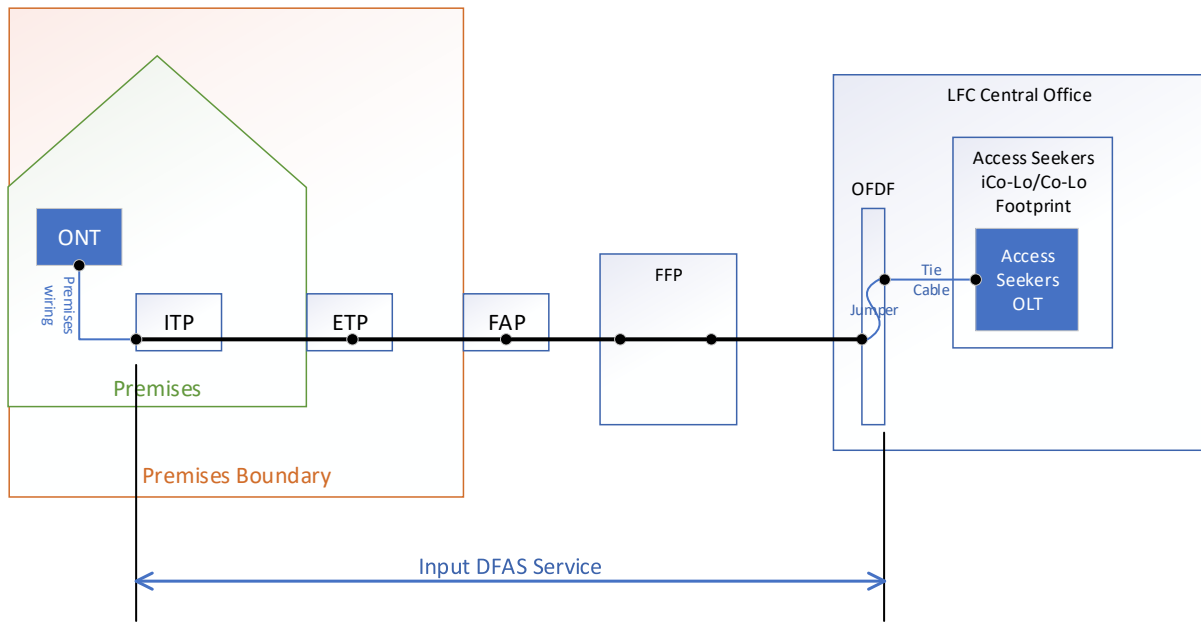 LFC Central Office
Access Seekers
iCo-Lo/Co-Lo
Footprint
OFDF
ONT
Access
Seekers
OLT
Premises
wiring
FFP
Tie
Cable
Jumper
ITP
ETP
FAP
Premises
Premises Boundary
Input DFAS Service